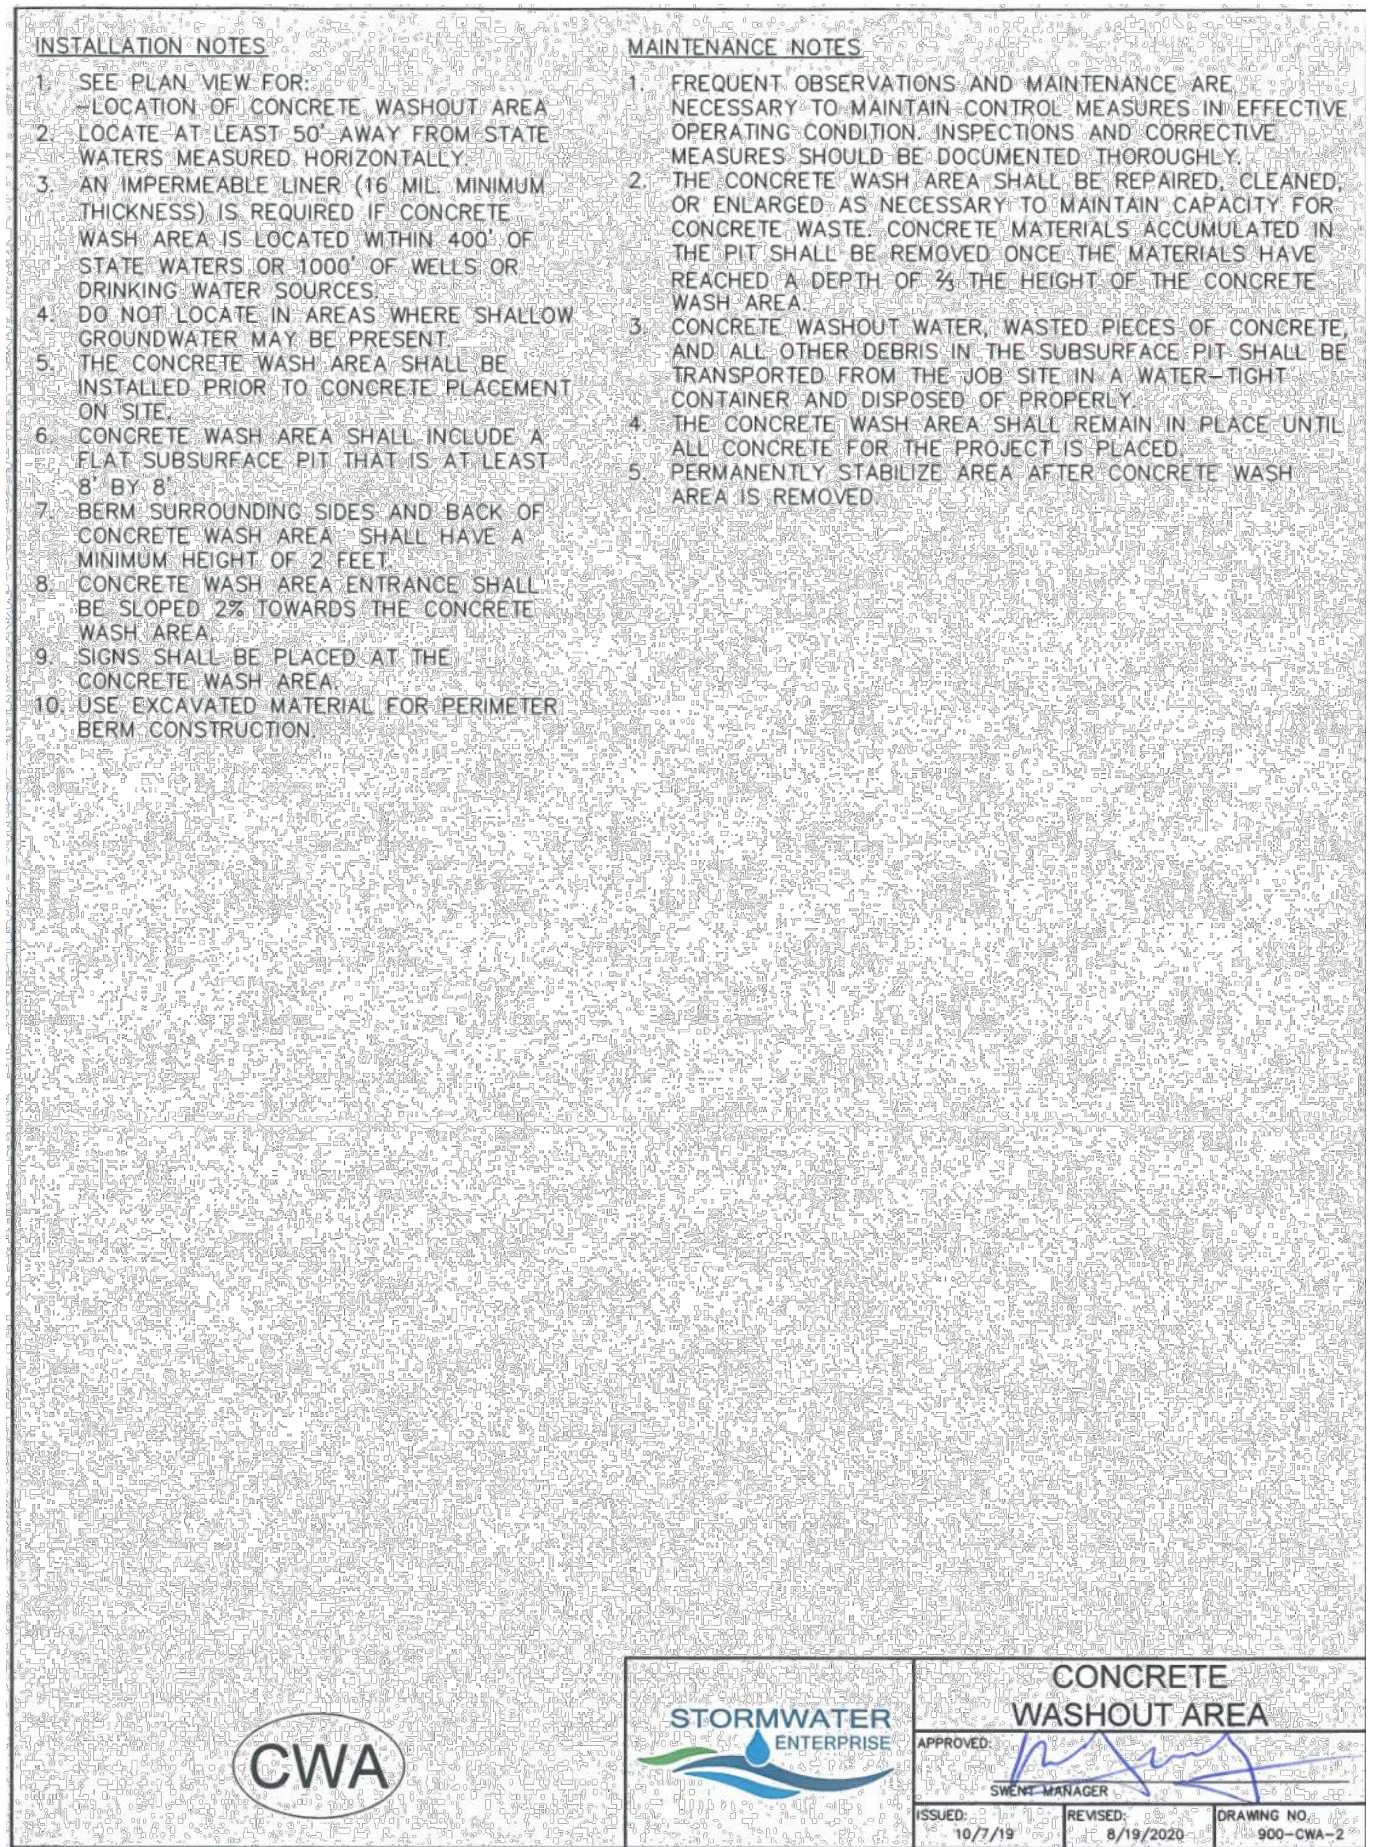 INSTALLATION NOTES
1. SEE PLAN VIEW FOR:
-LOCATION OF CONCRETE WASHOUT AREA
2. LOCATE AT LEAST 50' AWAY FROM STATE
WATERS MEASURED HORIZONTALLY.
3. AN IMPERMEABLE LINER (16 MIL. MINIMUM
THICKNESS) IS REQUIRED IF CONCRETE
WASH AREA IS LOCATED WITHIN 400' OF
STATE WATERS OR 1000' OF WELLS OR
DRINKING WATER SOURCES.
4. DO NOT LOCATE IN AREAS WHERE SHALLOW
GROUNDWATER MAY BE PRESENT.
5. THE CONCRETE WASH AREA SHALL BE
INSTALLED PRIOR TO CONCRETE PLACEMENT
ON SITE.
6. CONCRETE WASH AREA SHALL INCLUDE A
FLAT SUBSURFACE PIT THAT IS AT LEAST
8' BY 8'.
7. BERM SURROUNDING SIDES AND BACK OF
CONCRETE WASH AREA SHALL HAVE A
MINIMUM HEIGHT OF 2 FEET.
8. CONCRETE WASH AREA ENTRANCE SHALL
BE SLOPED 2% TOWARDS THE CONCRETE
WASH AREA.
9. SIGNS SHALL BE PLACED AT THE
CONCRETE WASH AREA.
10. USE EXCAVATED MATERIAL FOR PERIMETER
BERM CONSTRUCTION.
MAINTENANCE NOTES
1. FREQUENT OBSERVATIONS AND MAINTENANCE ARE
NECESSARY TO MAINTAIN CONTROL MEASURES IN EFFECTIVE
OPERATING CONDITION. INSPECTIONS AND CORRECTIVE
MEASURES SHOULD BE DOCUMENTED THOROUGHLY.
2. THE CONCRETE WASH AREA SHALL BE REPAIRED, CLEANED,
OR ENLARGED AS NECESSARY TO MAINTAIN CAPACITY FOR
CONCRETE WASTE. CONCRETE MATERIALS ACCUMULATED IN
THE PIT SHALL BE REMOVED ONCE THE MATERIALS HAVE
REACHED A DEPTH OF ⅔ THE HEIGHT OF THE CONCRETE
WASH AREA.
3. CONCRETE WASHOUT WATER, WASTED PIECES OF CONCRETE,
AND ALL OTHER DEBRIS IN THE SUBSURFACE PIT SHALL BE
TRANSPORTED FROM THE JOB SITE IN A WATER-TIGHT
CONTAINER AND DISPOSED OF PROPERLY.
4. THE CONCRETE WASH AREA SHALL REMAIN IN PLACE UNTIL
ALL CONCRETE FOR THE PROJECT IS PLACED.
5. PERMANENTLY STABILIZE AREA AFTER CONCRETE WASH
AREA IS REMOVED.
CWA
STORMWATER
ENTERPRISE
CONCRETE
WASHOUT AREA
APPROVED:
SWENT MANAGER
ISSUED:
10/7/19
REVISED:
8/19/2020
DRAWING NO.
900-CWA-2